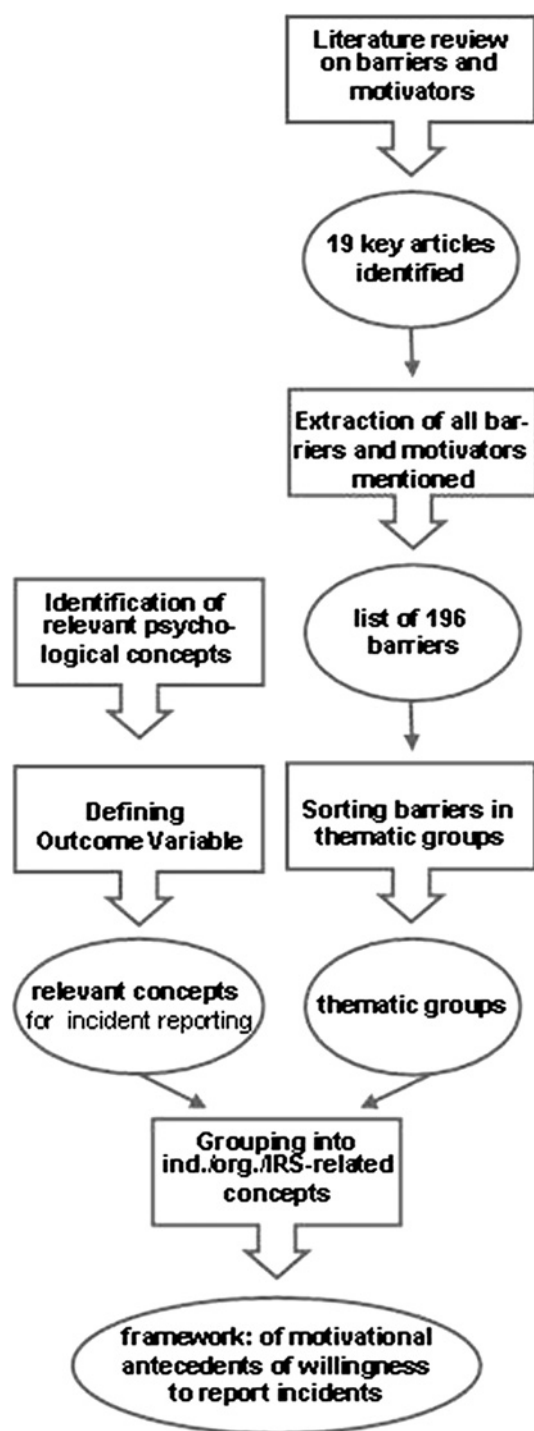 Literature review
on barriers and
motivators
19 key articles
identified
Extraction of all bar-
riers and motivators
mentioned
Identification of
relevant psycho-
logical concepts
list of 196
barriers
Defining
Outcome Variable
Sorting barriers in
thematic groups
relevant concepts
for incident reporting
thematic groups
Grouping into
ind./org./IRS-related
concepts
framework: of motivational
antecedents of willingness
to report incidents